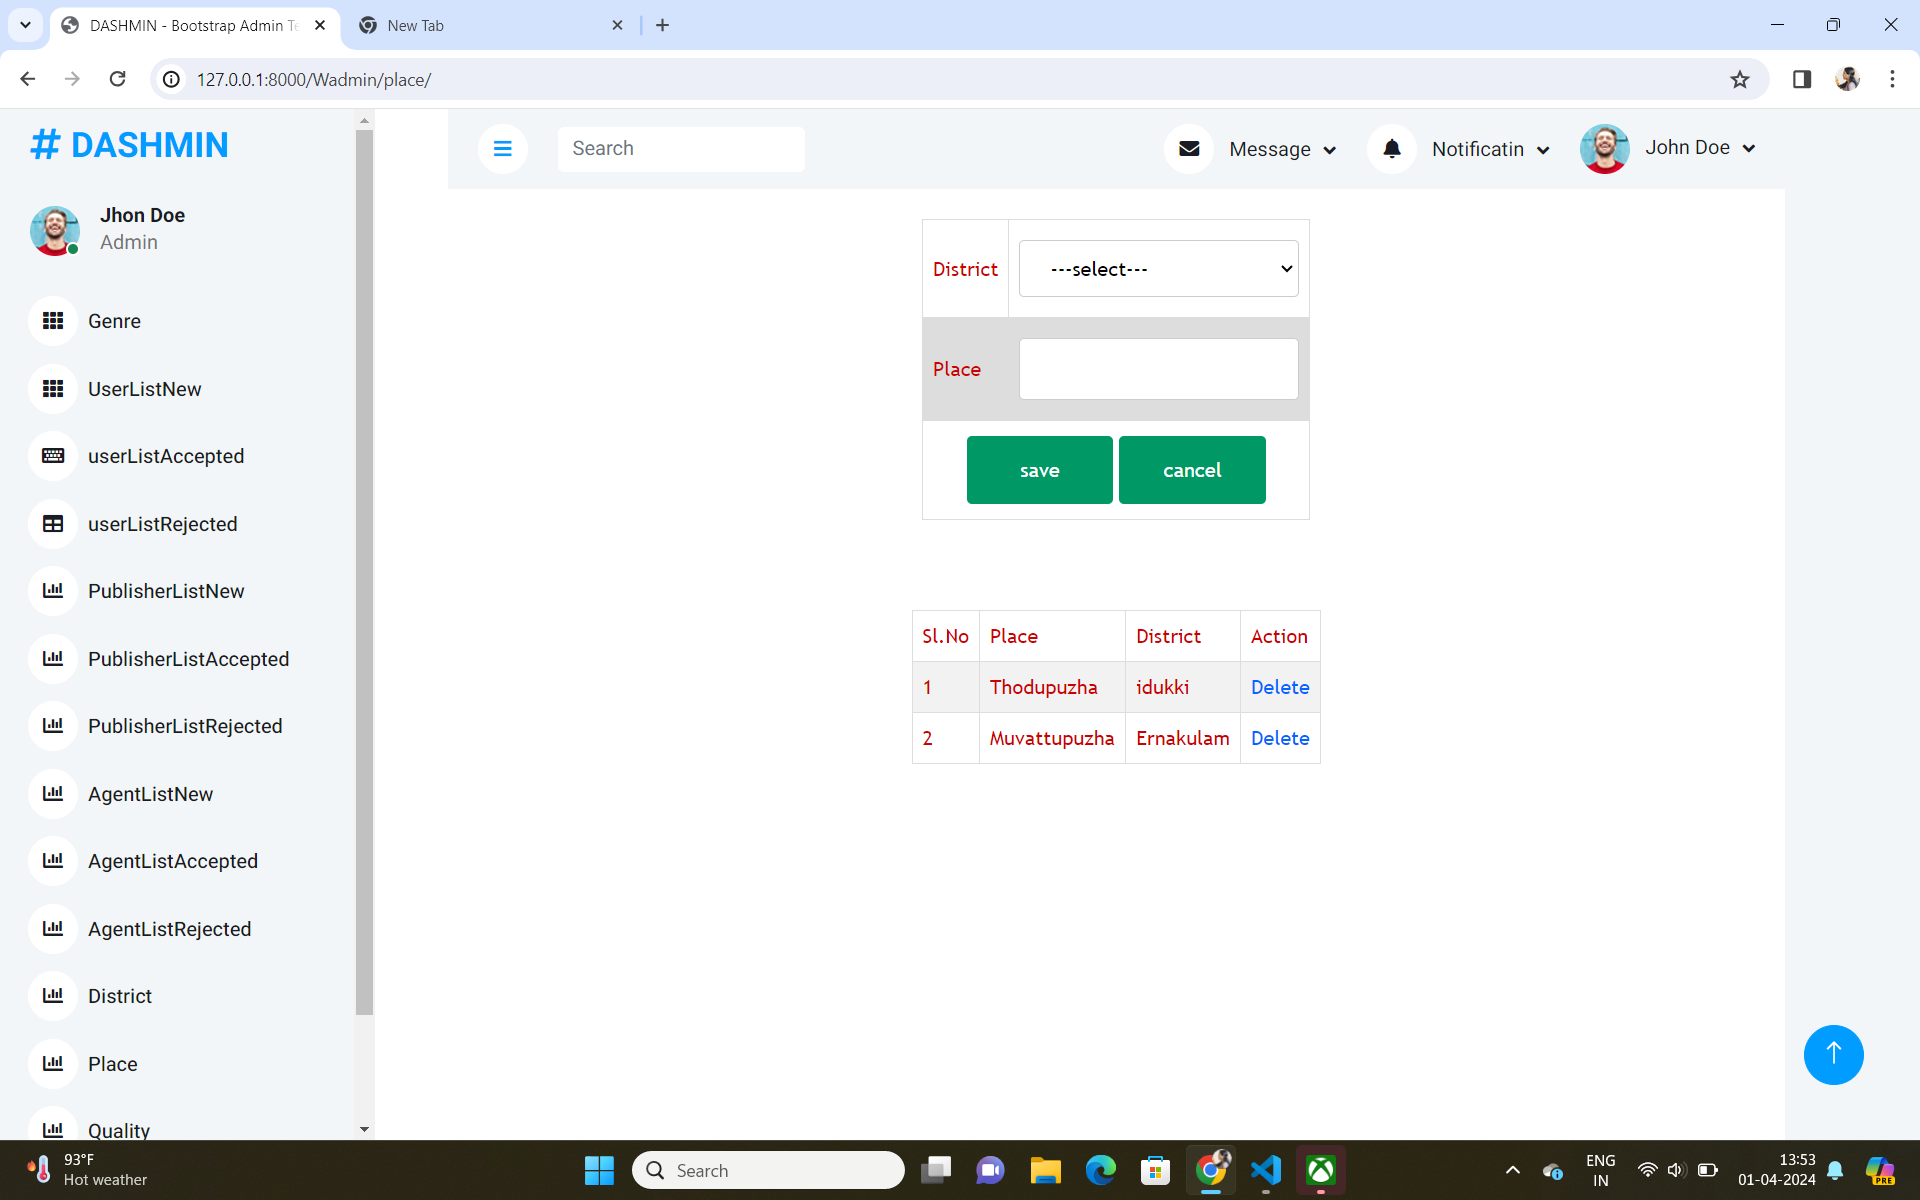 DASHMIN - Bootstrap Admin Te
New Tab
127.0.0.1:8000/Wadmin/place/
# DASHMIN
Search
Message
Notificatin
John Doe
Jhon Doe
Admin
Genre
UserListNew
userListAccepted
userListRejected
PublisherListNew
PublisherListAccepted
PublisherListRejected
AgentListNew
AgentListAccepted
AgentListRejected
District
Place
Quality
District ---select---
Place
save cancel
Sl.No Place District Action
1 Thodupuzha idukki Delete
2 Muvattupuzha Ernakulam Delete
93°F
Hot weather
Search
ENG
IN
13:53
01-04-2024
PRE